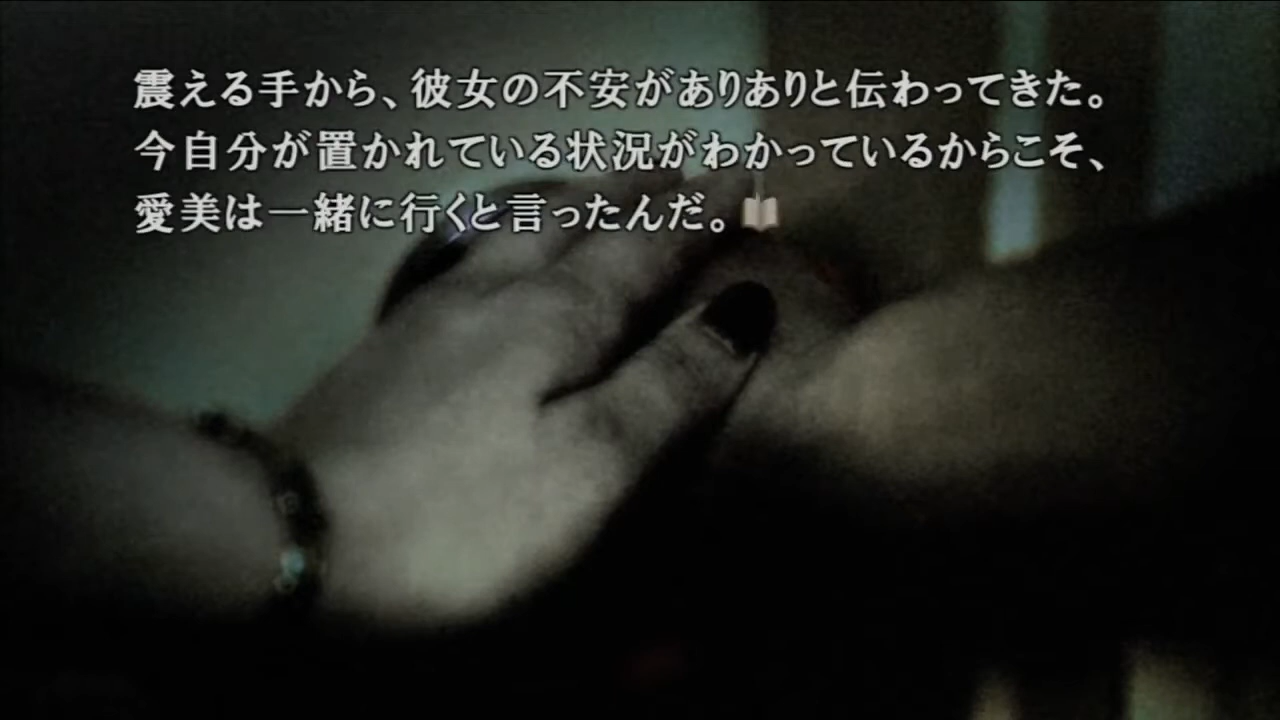 震える手から、彼女の不安がありありと伝わってきた。
今自分が置かれている状況がわかっているからこそ、
愛美は一緒に行くと言ったんだ。